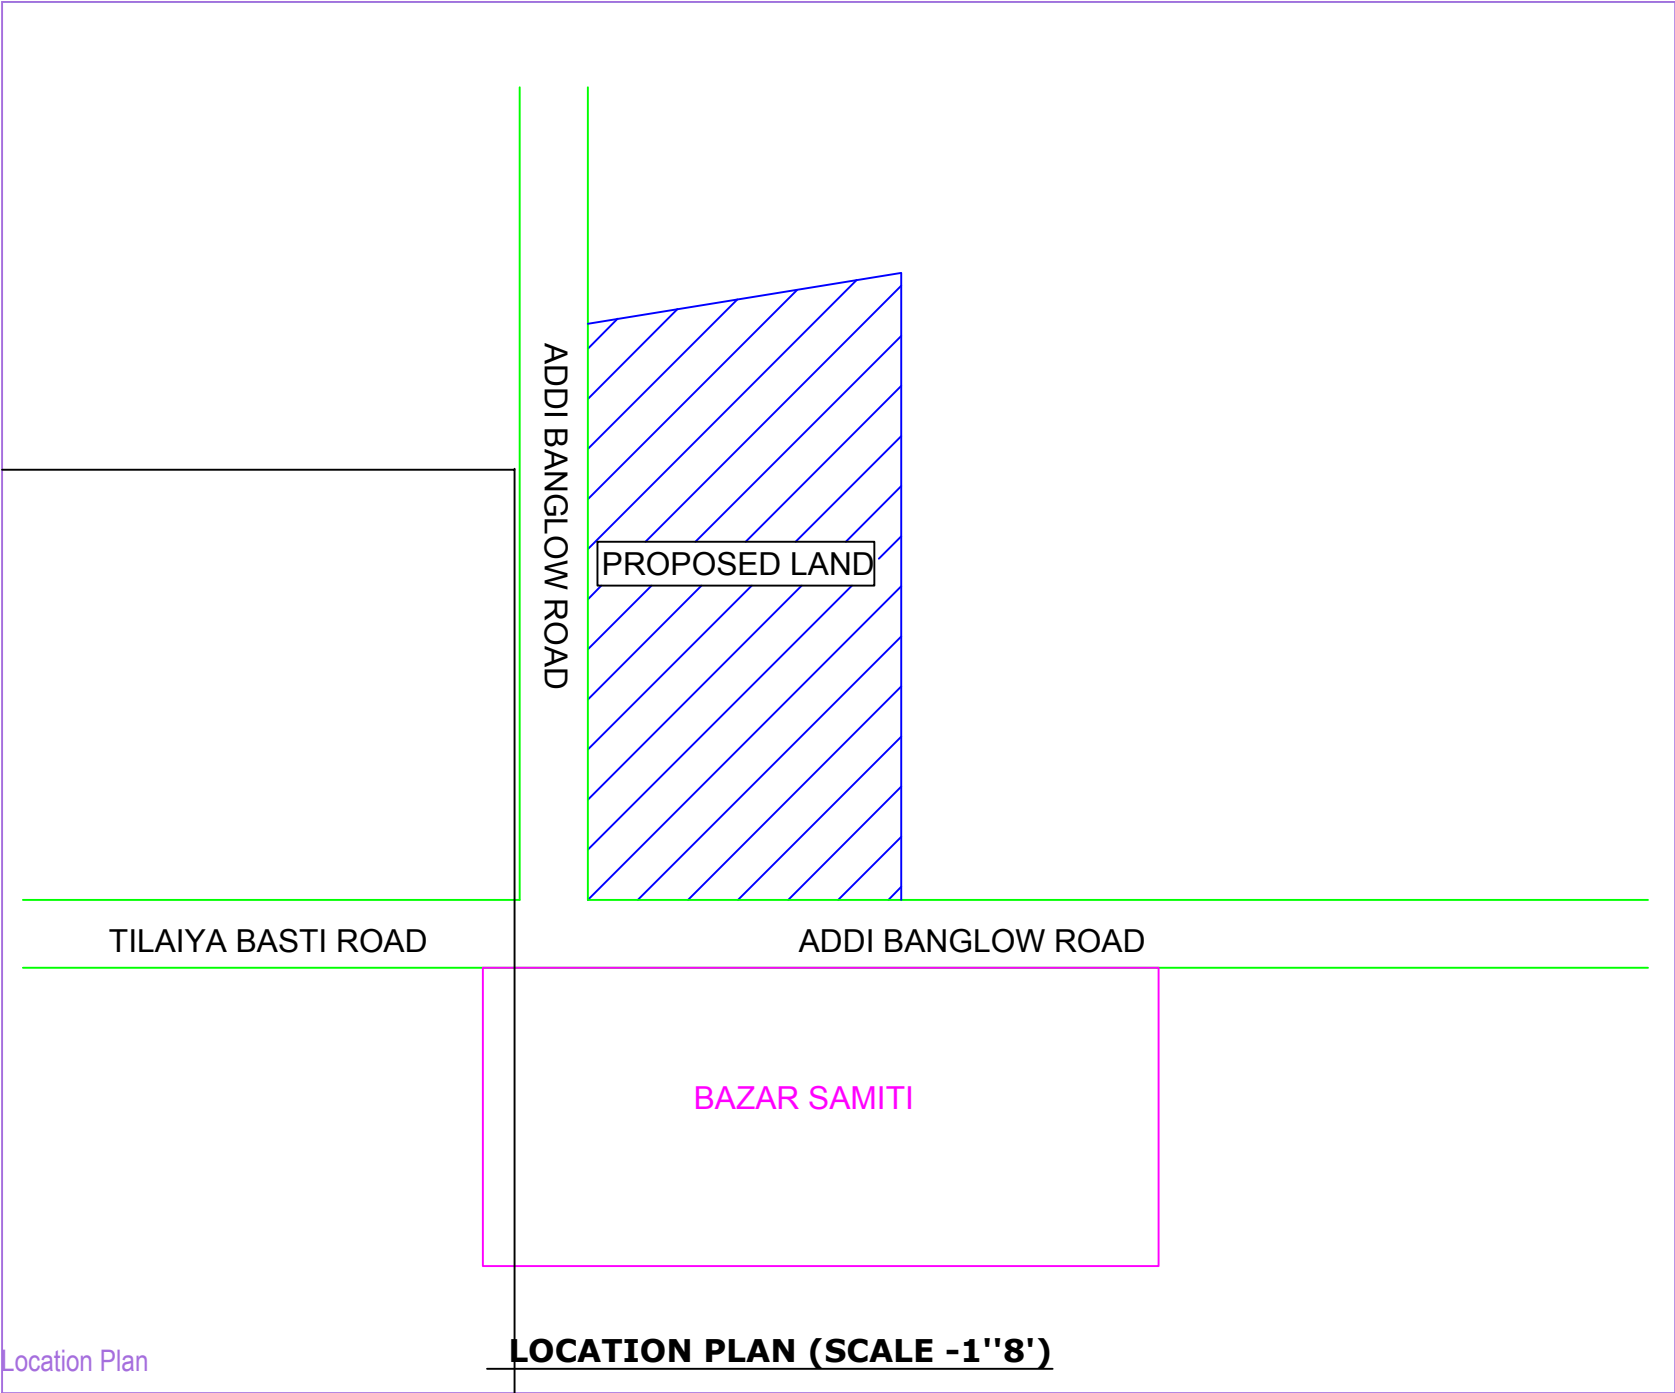 ADDI BANGLOW ROAD
PROPOSED LAND
TILAIYA BASTI ROAD
ADDI BANGLOW ROAD
BAZAR SAMITI
LOCATION PLAN (SCALE -1''8')
Location Plan